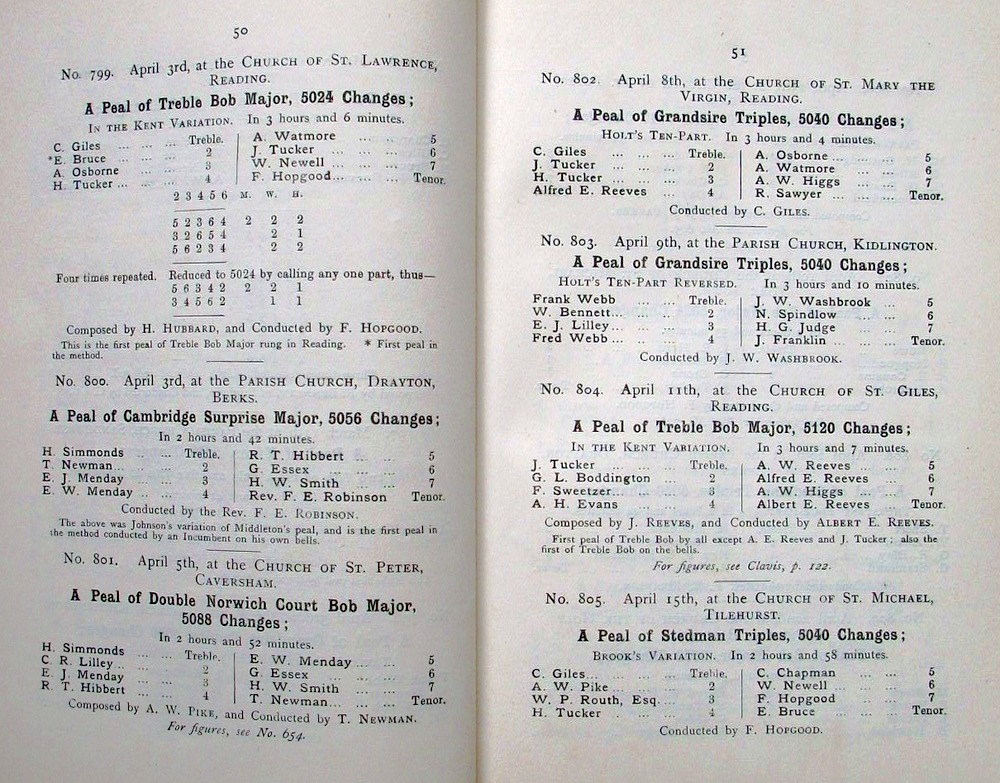 50
No. 799. April 3rd, at the CHURCH OF ST. LAWRENCE,
READING.
A Peal of Treble Bob Major, 5024 Changes;
IN THE KENT VARIATION. In 3 hours and 6 minutes.
C. Giles ... ... ... Treble. A. Watmore ... ... 5
*E. Bruce ... ... 2 J. Tucker ... ... ... 6
A. Osborne ... ... 3 W. Newell ... ... ... 7
H. Tucker ... ... ... 4 F. Hopgood... ... Tenor.
2 3 4 5 6 M. W. H.
5 2 3 6 4 2 2 2
3 2 6 5 4 2 1
5 6 2 3 4 2 2
Four times repeated. Reduced to 5024 by calling any one part, thus—
5 6 3 4 2 2 2 1
3 4 5 6 2 1 1
Composed by H. HUBBARD, and Conducted by F. HOPGOOD.
This is the first peal of Treble Bob Major rung in Reading. * First peal in
the method.
No. 800. April 3rd, at the PARISH CHURCH, DRAYTON,
BERKS.
A Peal of Cambridge Surprise Major, 5056 Changes;
In 2 hours and 42 minutes.
H. Simmonds ... Treble. R. T. Hibbert ... ... 5
T. Newman... ... 2 G. Essex ... ... ... 6
E. J. Menday ... ... 3 H. W. Smith ... ... 7
E. W. Menday ... ... 4 Rev. F. E. Robinson Tenor.
Conducted by the Rev. F. E. ROBINSON.
The above was Johnson's variation of Middleton's peal, and is the first peal in
the method conducted by an Incumbent on his own bells.
No. 801. April 5th, at the CHURCH OF ST. PETER,
CAVERSHAM.
A Peal of Double Norwich Court Bob Major,
5088 Changes;
In 2 hours and 52 minutes.
H. Simmonds ... ... Treble. E. W. Menday ... ... 5
C. R. Lilley ... ... 2 G. Essex ... ... ... 6
E. J. Menday ... ... 3 H. W. Smith ... ... 7
R. T. Hibbert ... ... 4 T. Newman... ... Tenor.
Composed by A. W. PIKE, and Conducted by T. NEWMAN.
For figures, see No. 654.
51
No. 802. April 8th, at the CHURCH OF ST. MARY THE
VIRGIN, READING.
A Peal of Grandsire Triples, 5040 Changes;
HOLT'S TEN-PART. In 3 hours and 4 minutes.
C. Giles ... ... ... Treble. A. Osborne ... ... 5
J. Tucker ... ... ... 2 A. Watmore ... ... 6
H. Tucker ... ... ... 3 A. W. Higgs ... ... 7
Alfred E. Reeves ... 4 R. Sawyer ... ... Tenor.
Conducted by C. GILES.
No. 803. April 9th, at the PARISH CHURCH, KIDLINGTON.
A Peal of Grandsire Triples, 5040 Changes;
HOLT'S TEN-PART REVERSED. In 3 hours and 10 minutes.
Frank Webb ... ... Treble. J. W. Washbrook ... 5
W. Bennett... ... ... 2 N. Spindlow ... ... 6
E. J. Lilley... ... ... 3 H. G. Judge ... ... 7
Fred Webb ... ... ... 4 J. Franklin ... ... Tenor.
Conducted by J. W. WASHBROOK.
No. 804. April 11th, at the CHURCH OF ST. GILES,
READING.
A Peal of Treble Bob Major, 5120 Changes;
IN THE KENT VARIATION. In 3 hours and 7 minutes.
J. Tucker ... ... Treble. A. W. Reeves ... ... 5
G. L. Boddington ... 2 Alfred E. Reeves ... 6
F. Sweetzer... ... ... 3 A. W. Higgs ... ... 7
A. H. Evans ... ... 4 Albert E. Reeves ... Tenor.
Composed by J. REEVES, and Conducted by ALBERT E. REEVES.
First peal of Treble Bob by all except A. E. Reeves and J. Tucker; also the
first of Treble Bob on the bells.
For figures, see Clavis, p. 122.
No. 805. April 15th, at the CHURCH OF ST. MICHAEL,
TILEHURST.
A Peal of Stedman Triples, 5040 Changes;
BROOK'S VARIATION. In 2 hours and 58 minutes.
C. Giles... ... ... Treble. C. Chapman ... ... 5
A. W. Pike... ... ... 2 W. Newell ... ... ... 6
W. P. Routh, Esq. ... 3 F. Hopgood ... ... 7
H. Tucker ... ... 4 E. Bruce ... ... ... Tenor.
Conducted by F. HOPGOOD.